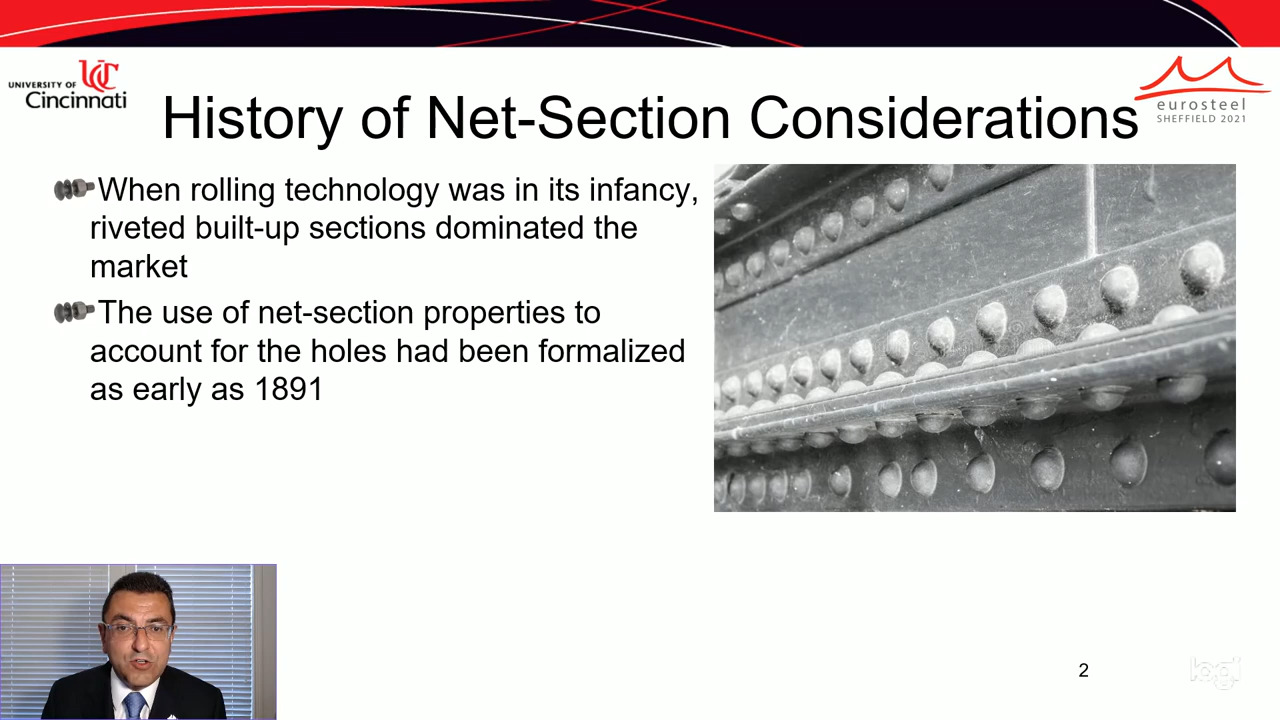 UNIVERSITY OF
Cincinnati
eurosteel
SHEFFIELD 2021
History of Net-Section Considerations
When rolling technology was in its infancy,
riveted built-up sections dominated the
market
The use of net-section properties to
account for the holes had been formalized
as early as 1891
2
logi